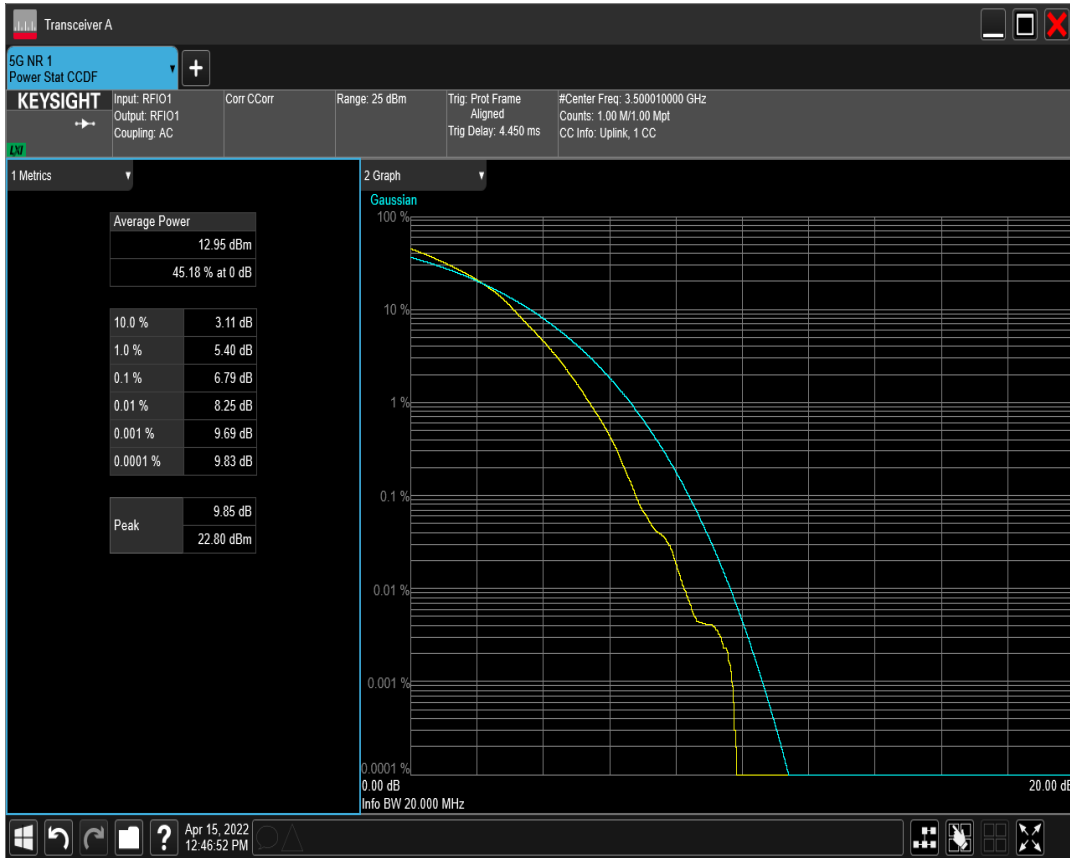 Transceiver A
5G NR 1
Power Stat CCDF
KEYSIGHT
LXI
Input: RFIO1
Output: RFIO1
Coupling: AC
Corr CCorr
Range: 25 dBm
Trig: Prot Frame
Aligned
Trig Delay: 4.450 ms
#Center Freq: 3.500010000 GHz
Counts: 1.00 M/1.00 Mpt
CC Info: Uplink, 1 CC
1 Metrics
Average Power
12.95 dBm
45.18 % at 0 dB
10.0 % 3.11 dB
1.0 % 5.40 dB
0.1 % 6.79 dB
0.01 % 8.25 dB
0.001 % 9.69 dB
0.0001 % 9.83 dB
Peak
9.85 dB
22.80 dBm
2 Graph
Gaussian
100 %
10 %
1 %
0.1 %
0.01 %
0.001 %
0.0001 %
0.00 dB 20.00 dB
Info BW 20.000 MHz
?
Apr 15, 2022
12:46:52 PM